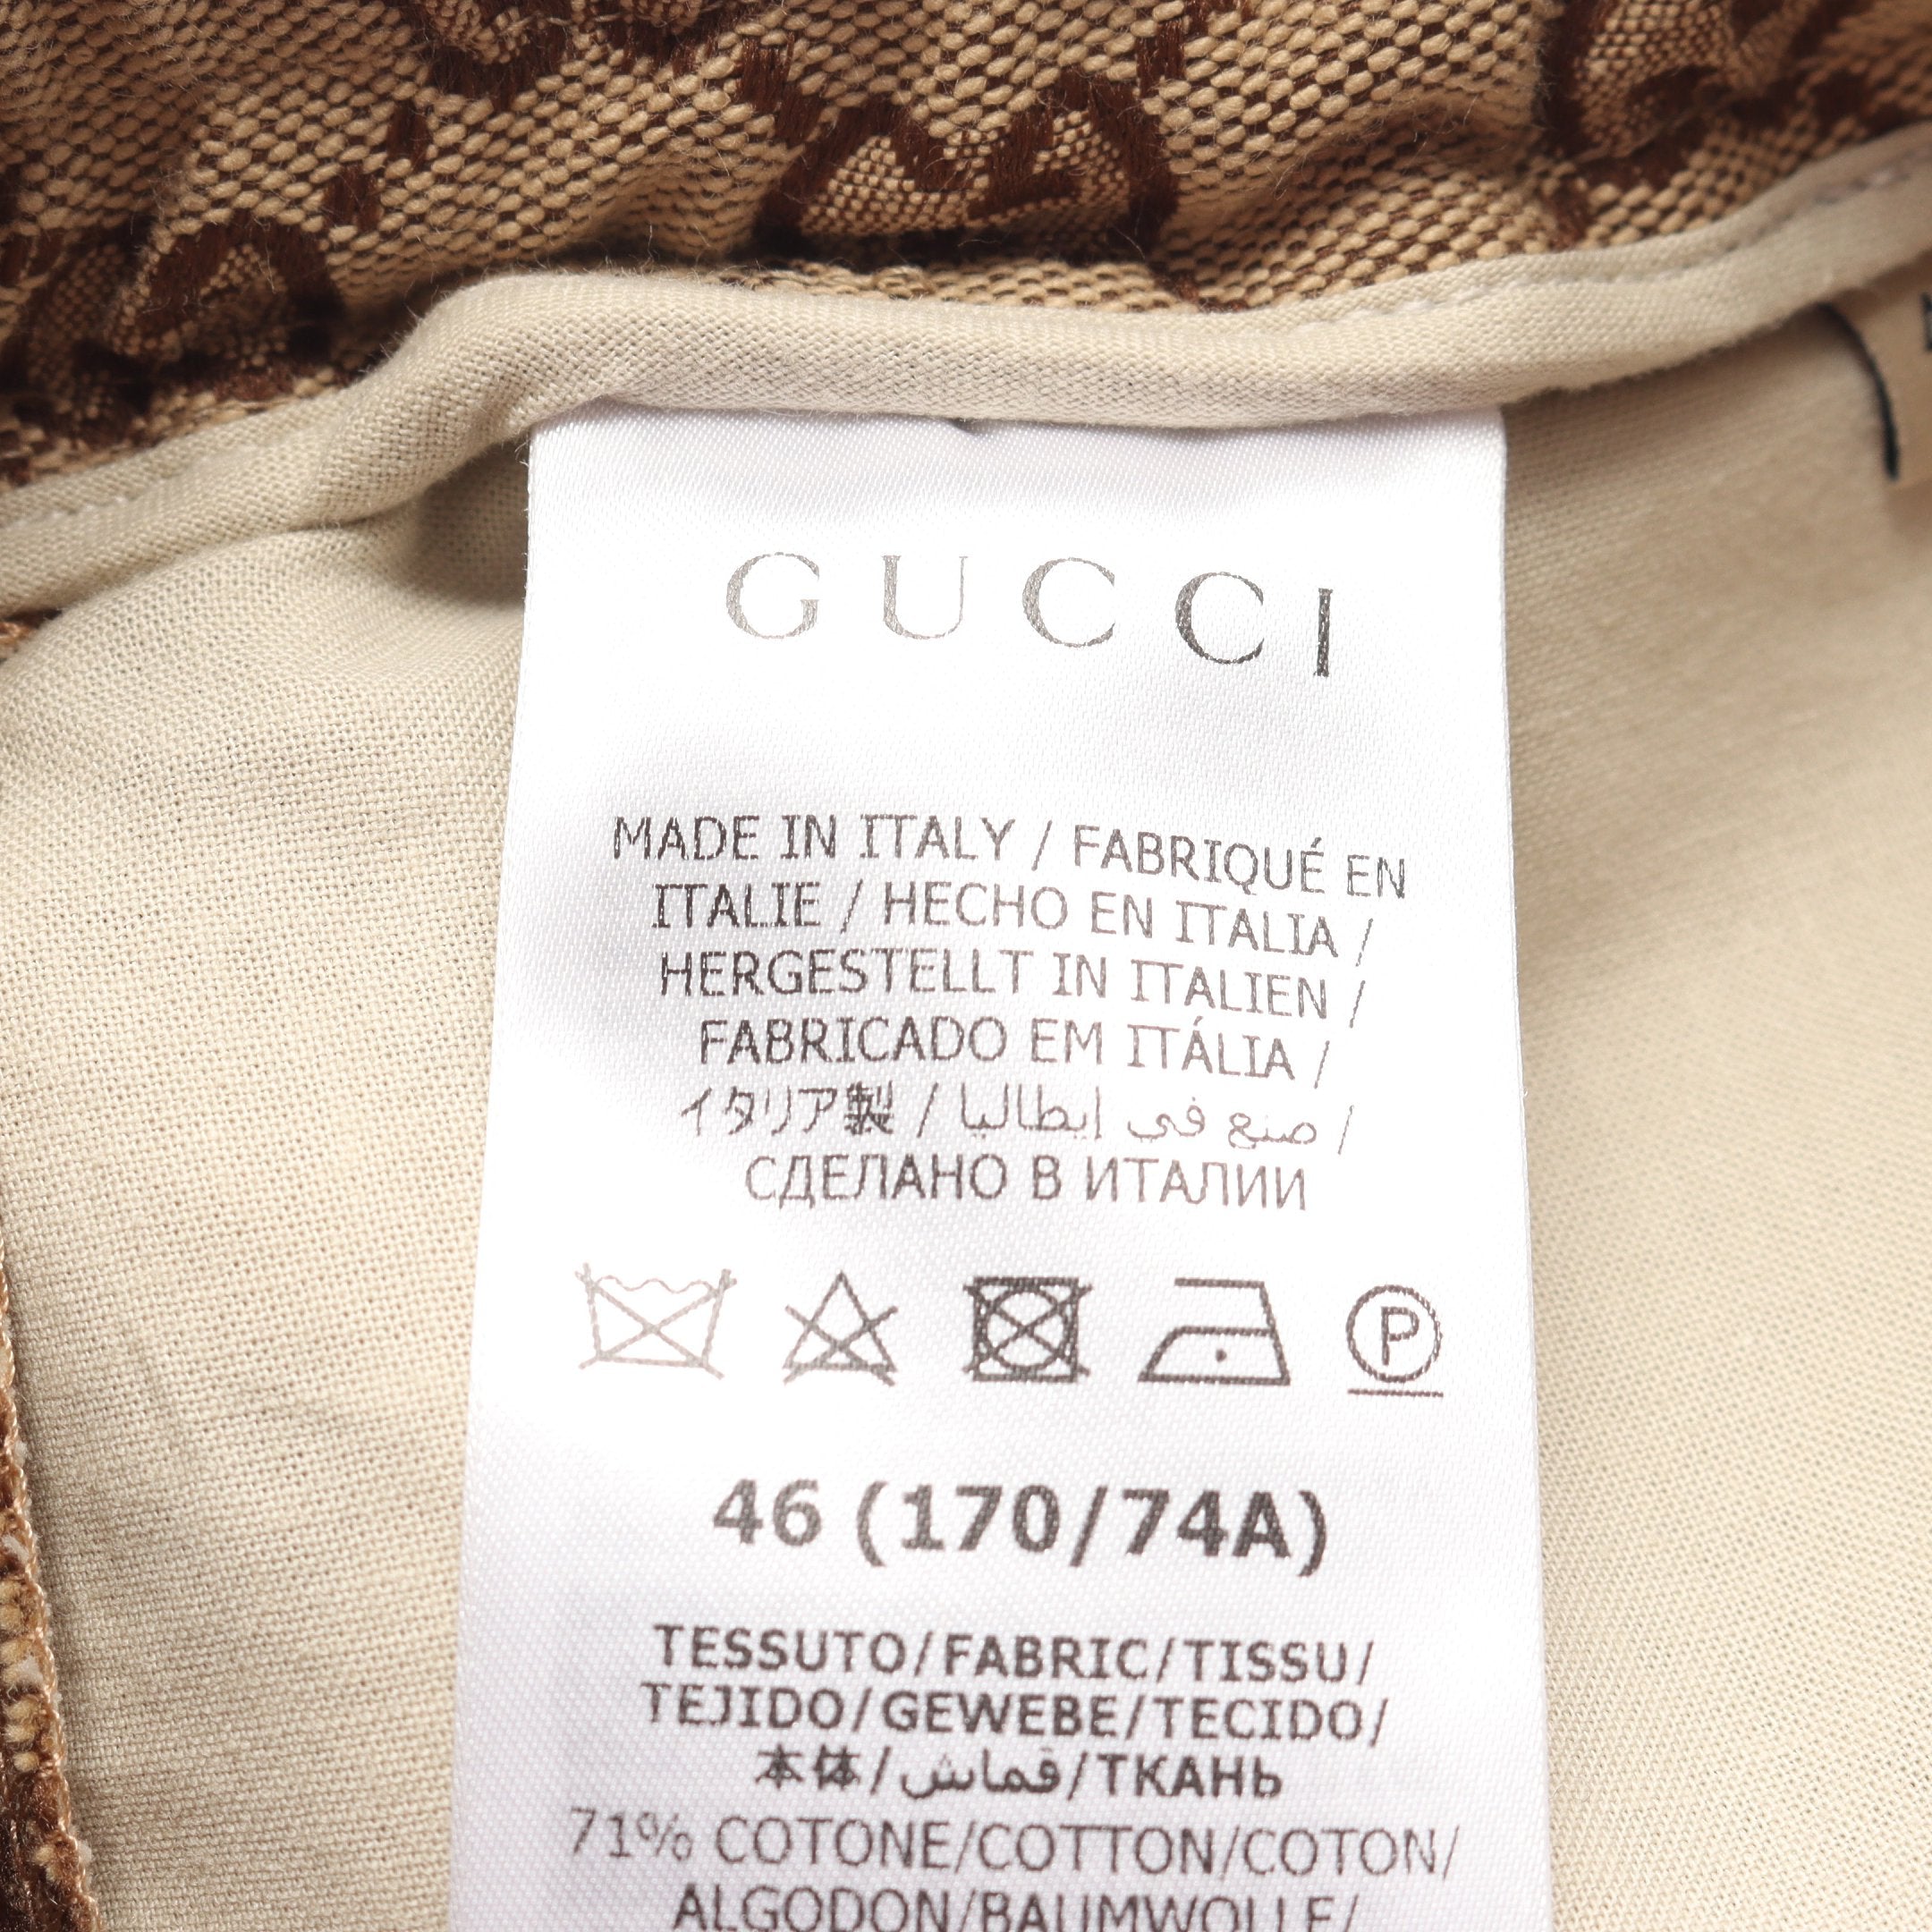 GUCCI
MADE IN ITALY / FABRIQUÉ EN
ITALIE / HECHO EN ITALIA /
HERGESTELLT IN ITALIEN /
FABRICADO EM ITÁLIA /
イタリア製 / صنع في إيطاليا /
СДЕЛАНО В ИТАЛИИ
P
46 (170/74A)
TESSUTO/FABRIC/TISSU/
TEJIDO/GEWEBE/TECIDO/
本体/قماش/ТКАНЬ
71% COTONE/COTTON/COTON/
ALGODON/BAUMWOLLE/